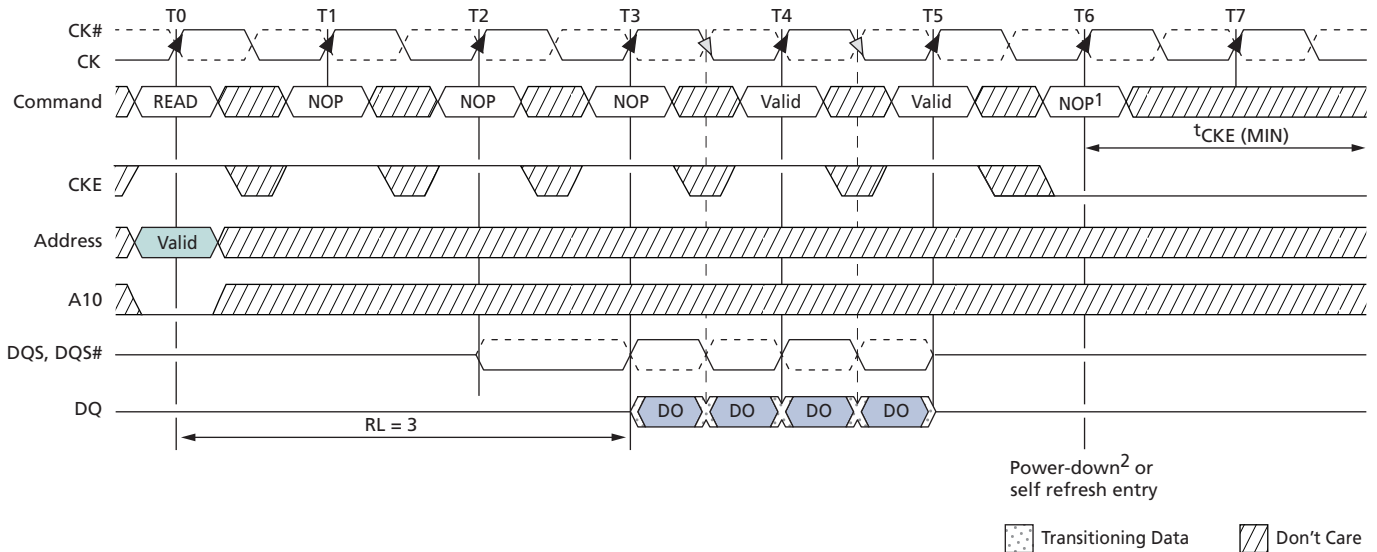 T0 T1 T2 T3 T4 T5 T6 T7
CK#
CK
Command READ NOP NOP NOP Valid Valid NOP1
tCKE (MIN)
CKE
Address Valid
A10
DQS, DQS#
DQ DO DO DO DO
RL = 3
Power-down2 or
self refresh entry
Transitioning Data Don't Care